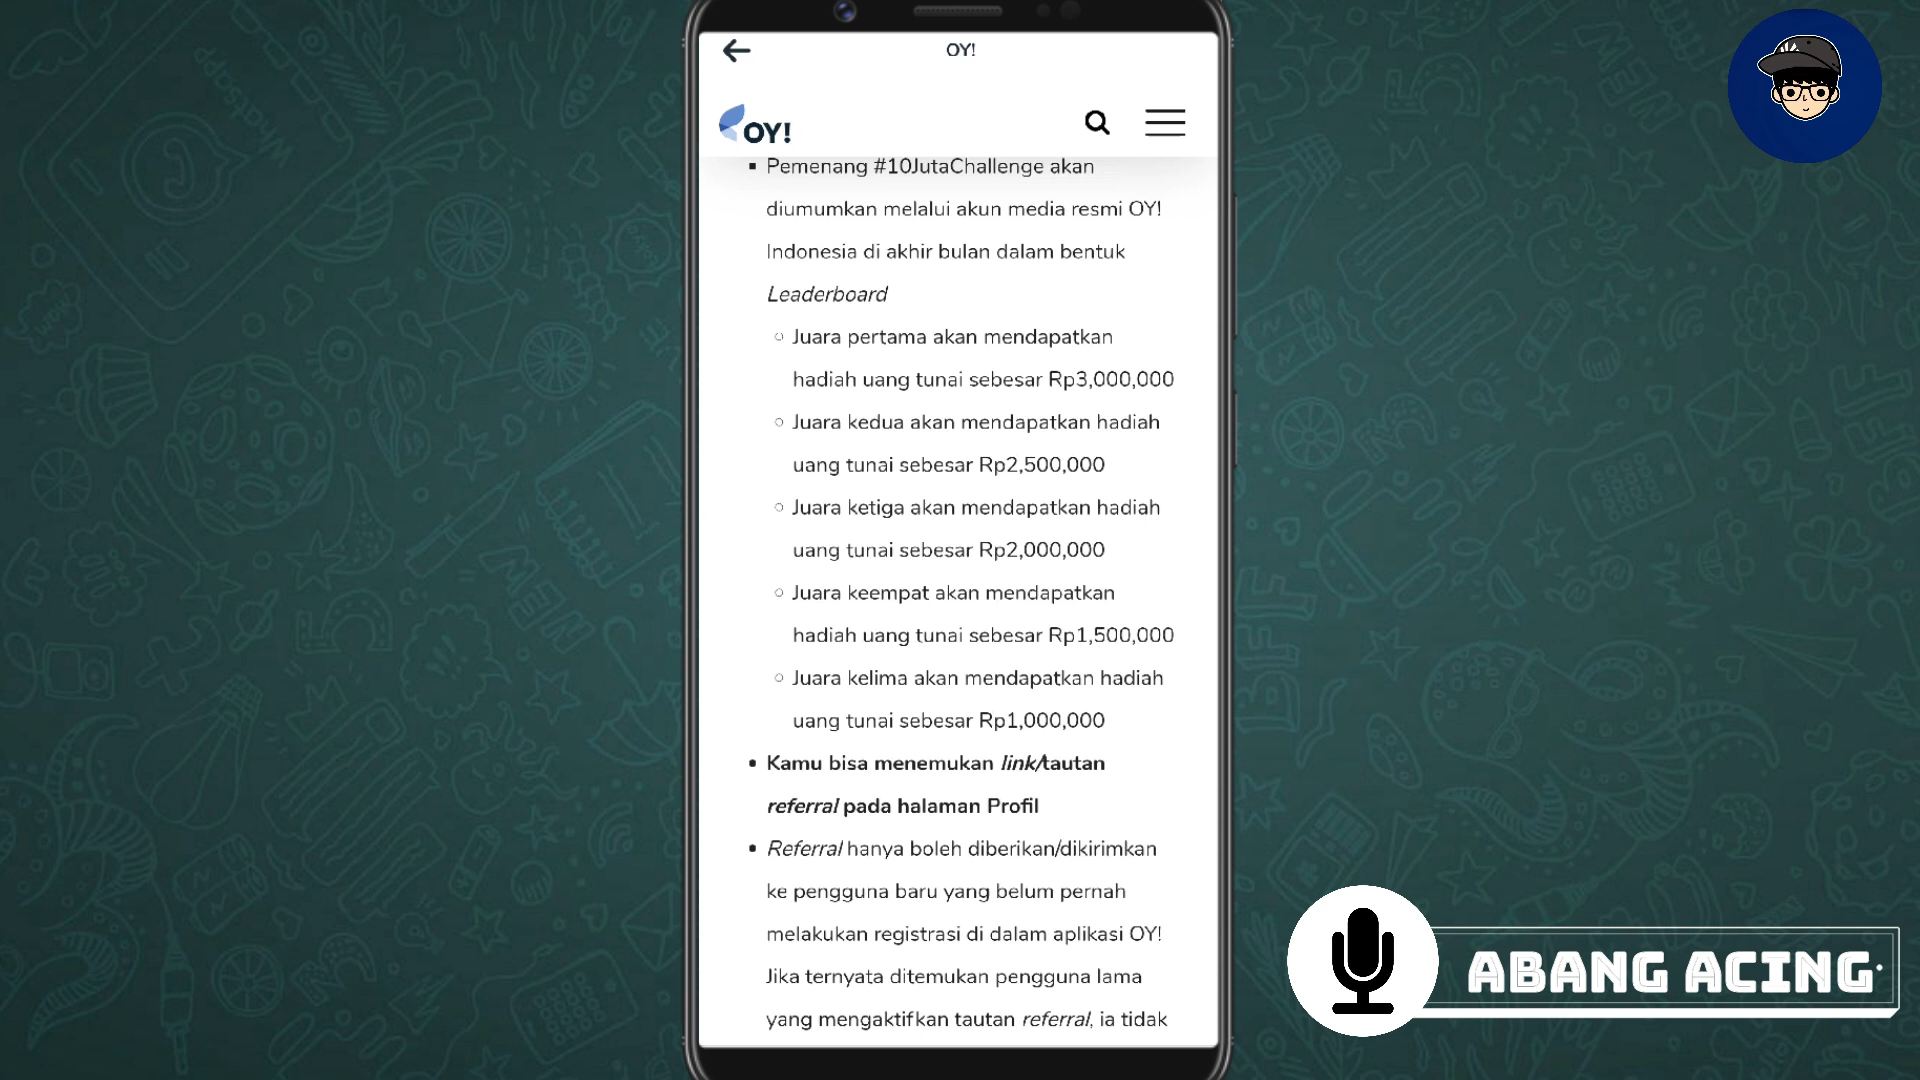 OY!
OY!
Pemenang #10JutaChallenge akan
diumumkan melalui akun media resmi OY!
Indonesia di akhir bulan dalam bentuk
Leaderboard
Juara pertama akan mendapatkan
hadiah uang tunai sebesar Rp3,000,000
Juara kedua akan mendapatkan hadiah
uang tunai sebesar Rp2,500,000
Juara ketiga akan mendapatkan hadiah
uang tunai sebesar Rp2,000,000
Juara keempat akan mendapatkan
hadiah uang tunai sebesar Rp1,500,000
Juara kelima akan mendapatkan hadiah
uang tunai sebesar Rp1,000,000
Kamu bisa menemukan link/tautan
referral pada halaman Profil
Referral hanya boleh diberikan/dikirimkan
ke pengguna baru yang belum pernah
melakukan registrasi di dalam aplikasi OY!
Jika ternyata ditemukan pengguna lama
yang mengaktifkan tautan referral, ia tidak
ABANG ACING